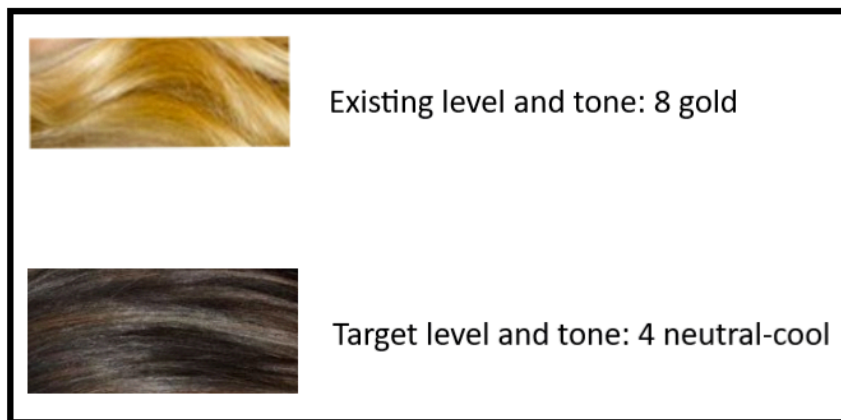 Existing level and tone: 8 gold
Target level and tone: 4 neutral-cool